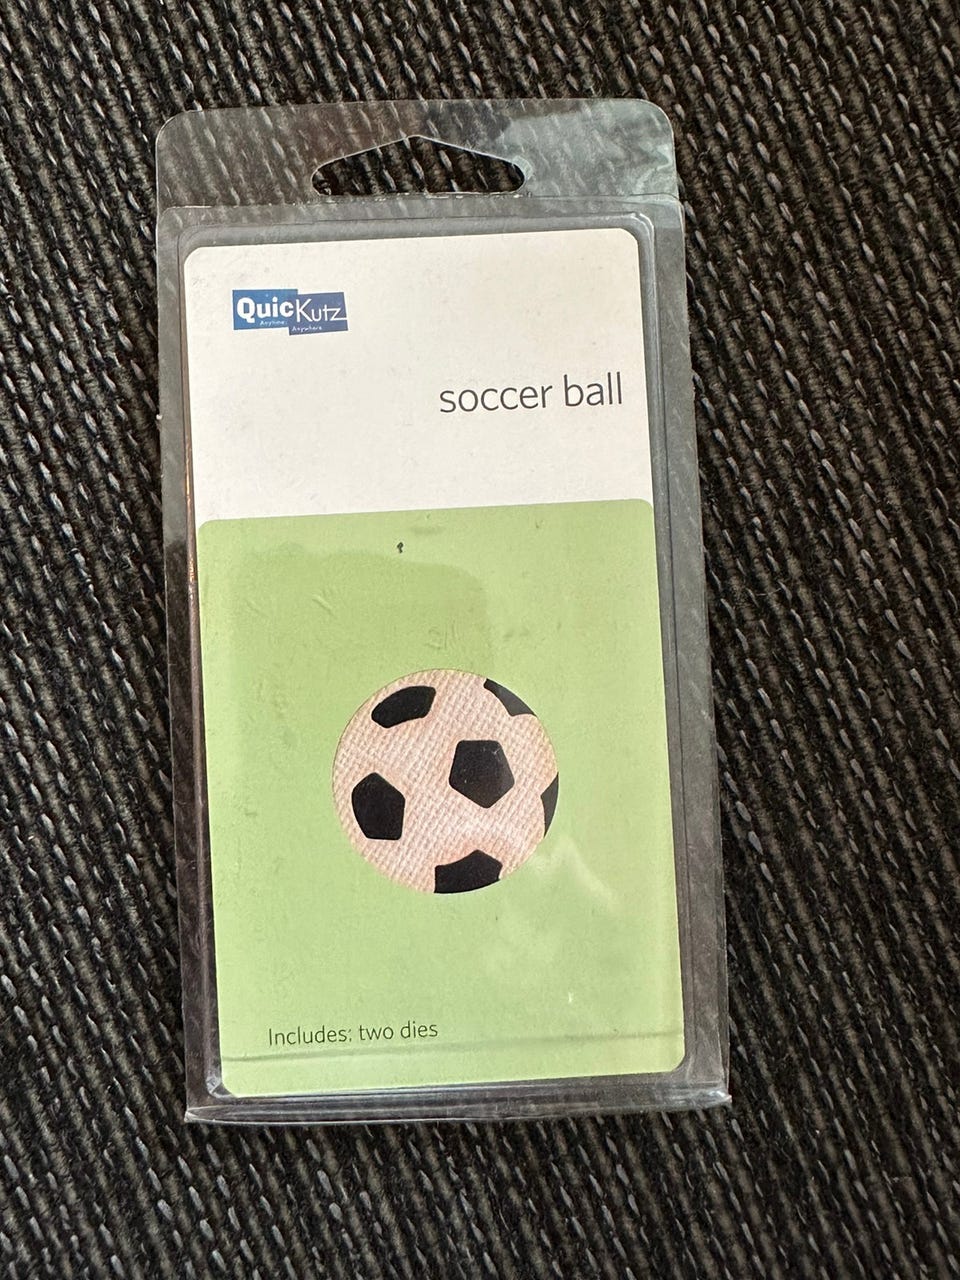 QuicKutz
Anytime. Anywhere
soccer ball
Includes: two dies